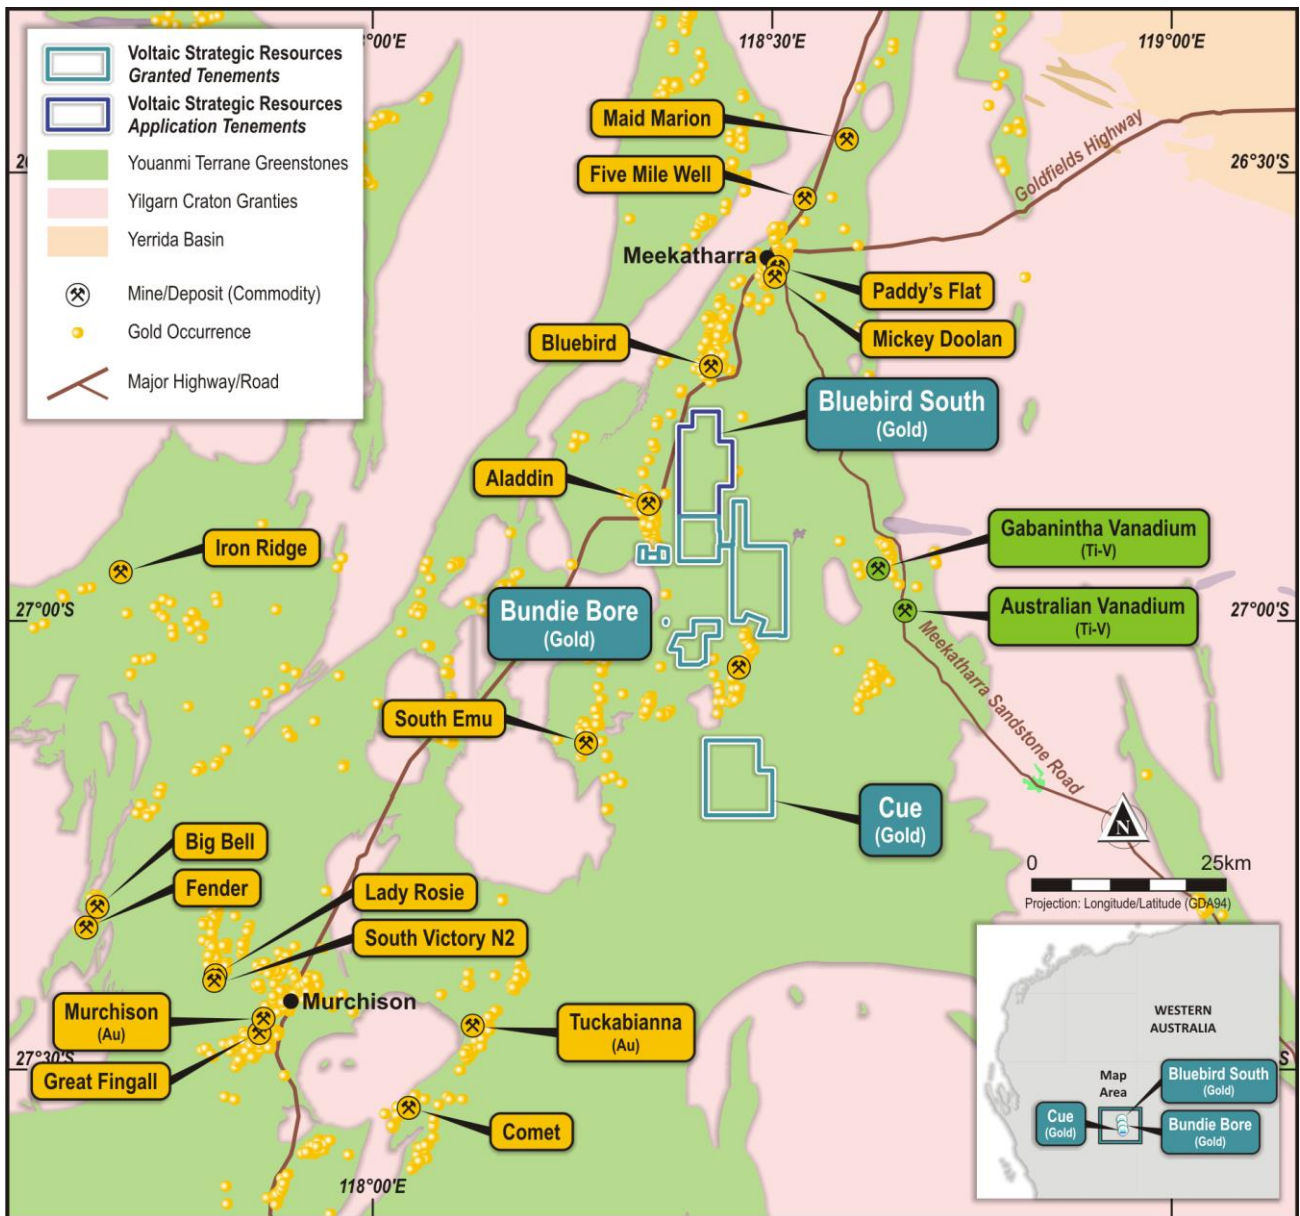 00'E
118°30'E
119°00'E
Voltaic Strategic Resources
Granted Tenements
Voltaic Strategic Resources
Application Tenements
Youanmi Terrane Greenstones
Yilgarn Craton Granties
Yerrida Basin
Mine/Deposit (Commodity)
Gold Occurrence
Major Highway/Road
26°30'S
Goldfields Highway
Maid Marion
Five Mile Well
Meekatharra
Paddy's Flat
Mickey Doolan
Bluebird
Bluebird South
(Gold)
Aladdin
Iron Ridge
Gabanintha Vanadium
(Ti-V)
27°00'S
27°00'S
Bundie Bore
(Gold)
Australian Vanadium
(Ti-V)
Meekatharra Sandstone Road
South Emu
Cue
(Gold)
N
0
25km
Projection: Longitude/Latitude (GDA94)
Big Bell
Fender
Lady Rosie
South Victory N2
Murchison
Murchison
(Au)
Tuckabianna
(Au)
27°30'S
Great Fingall
Comet
118°00'E
WESTERN
AUSTRALIA
Map
Area
Bluebird South
(Gold)
Cue
(Gold)
Bundie Bore
(Gold)